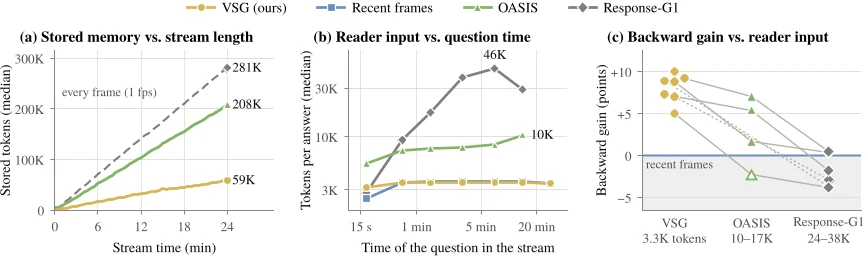 VSG (ours) Recent frames OASIS Response-G1
(a) Stored memory vs. stream length
Stored tokens (median)
300K
200K
100K
0
every frame (1 fps)
281K
208K
59K
0 6 12 18 24
Stream time (min)
(b) Reader input vs. question time
Tokens per answer (median)
30K
10K
3K
46K
10K
15 s 1 min 5 min 20 min
Time of the question in the stream
(c) Backward gain vs. reader input
Backward gain (points)
+10
+5
0
−5
recent frames
VSG OASIS Response-G1
3.3K tokens 10–17K 24–38K